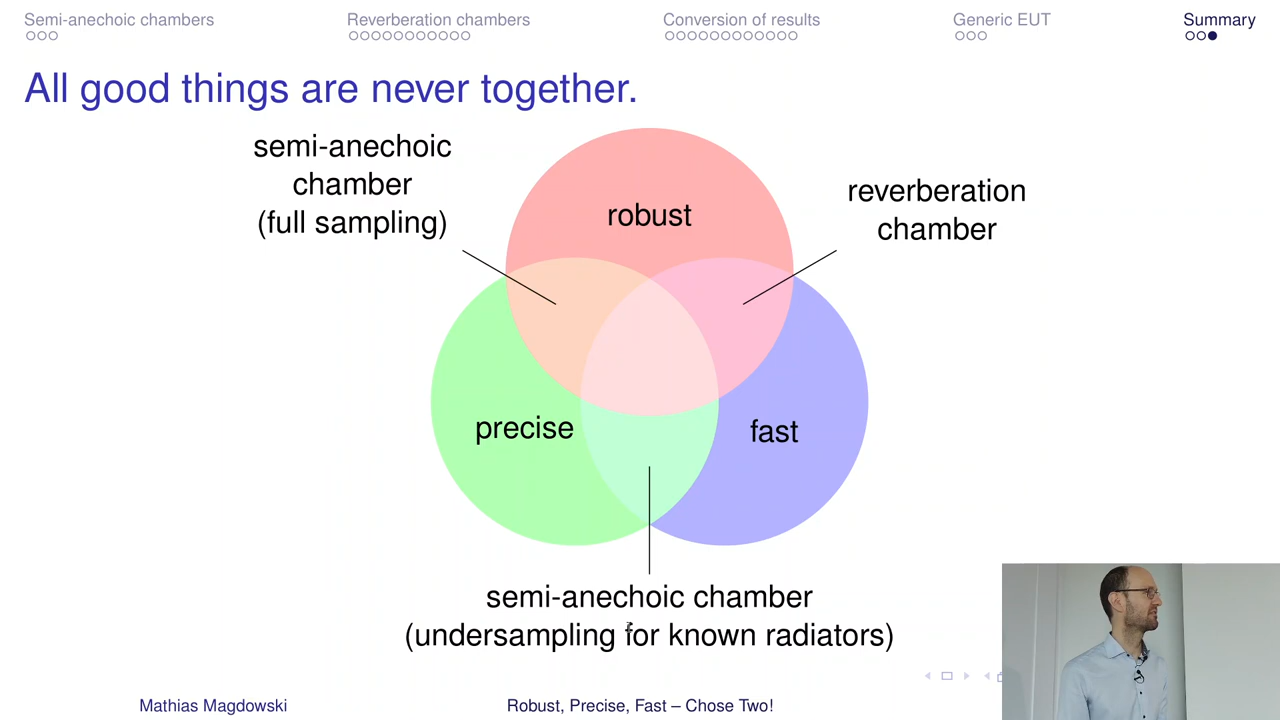 Semi-anechoic chambers
Reverberation chambers
Conversion of results
Generic EUT
Summary
All good things are never together.
semi-anechoic
chamber
(full sampling)
robust
reverberation
chamber
precise
fast
semi-anechoic chamber
(undersampling for known radiators)
Mathias Magdowski
Robust, Precise, Fast – Chose Two!